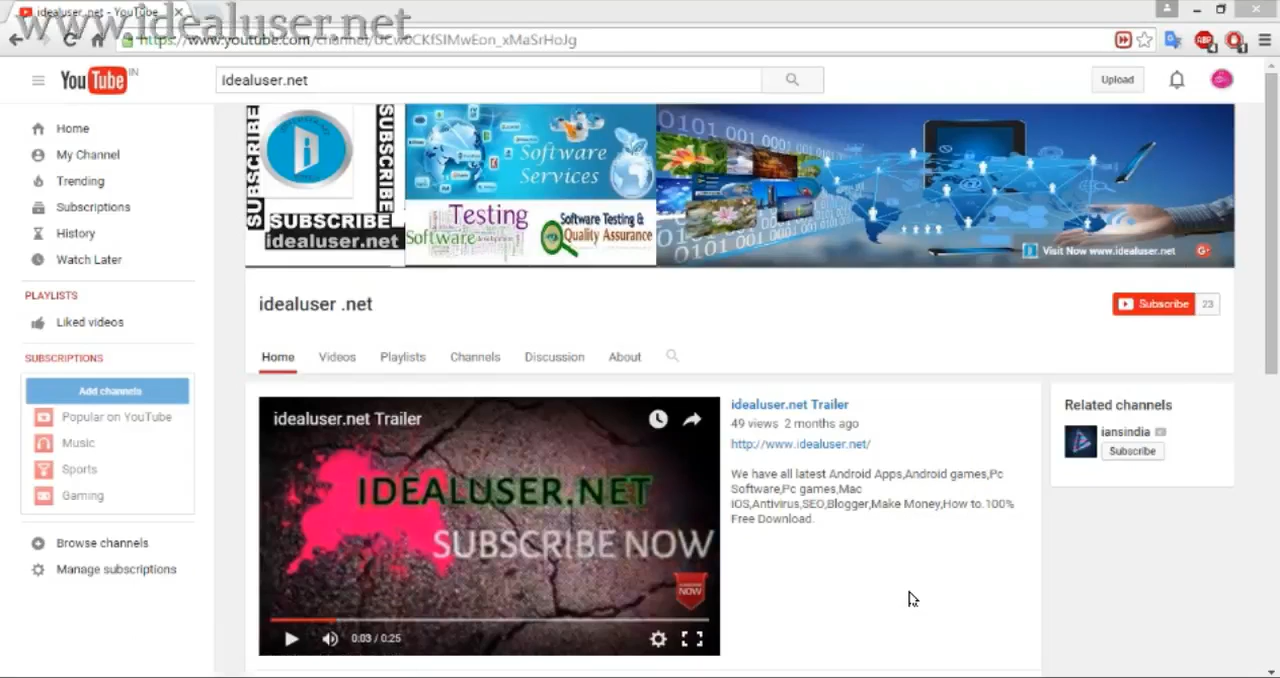 idealuser .net - YouTube
www.idealuser.net
https://www.youtube.com/channel/UCw0CKfSIMwEon_xMaSrHoJg
YouTube IN
idealuser.net
Upload
Home
My Channel
Trending
Subscriptions
History
Watch Later
PLAYLISTS
Liked videos
SUBSCRIPTIONS
Add channels
Popular on YouTube
Music
Sports
Gaming
Browse channels
Manage subscriptions
SUBSCRIBE
SUBSCRIBE
SUBSCRIBE
idealuser.net
Software
Services
Testing
Software
Software Testing &
Quality Assurance
0101 001 0001
Visit Now www.idealuser.net
idealuser .net
Subscribe 23
Home Videos Playlists Channels Discussion About
idealuser.net Trailer
IDEALUSER.NET
SUBSCRIBE NOW
NOW
0:03 / 0:25
idealuser.net Trailer
49 views 2 months ago
http://www.idealuser.net/
We have all latest Android Apps,Android games,Pc
Software,Pc games,Mac
IOS,Antivirus,SEO,Blogger,Make Money,How to.100%
Free Download.
Related channels
iansindia
Subscribe